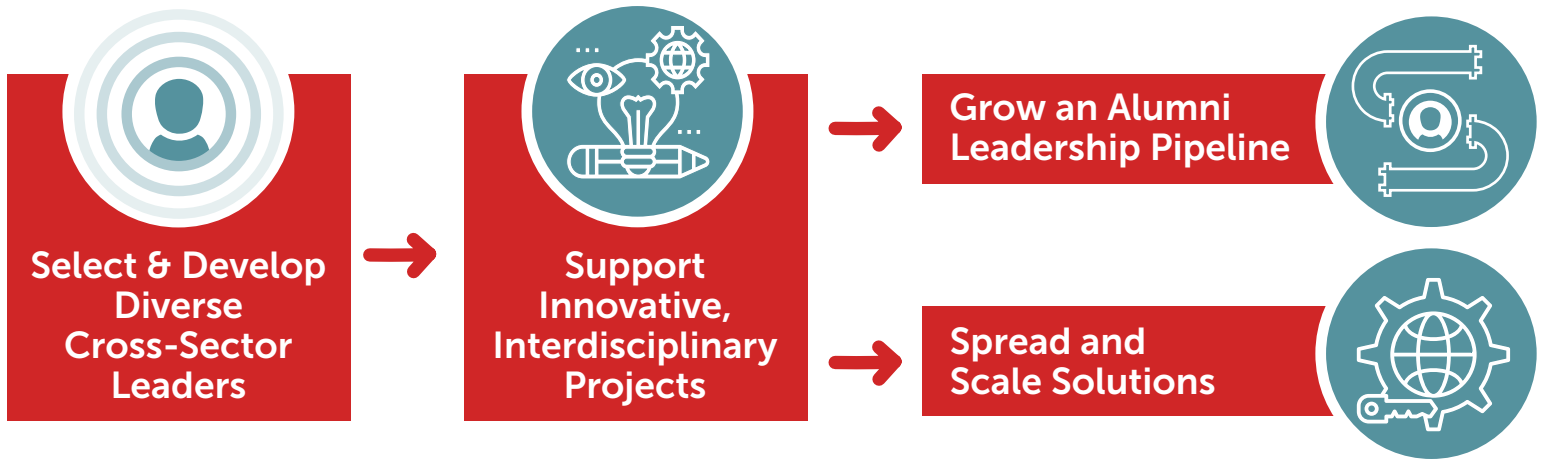 Select & Develop
Diverse
Cross-Sector
Leaders
Support
Innovative,
Interdisciplinary
Projects
Grow an Alumni
Leadership Pipeline
Spread and
Scale Solutions